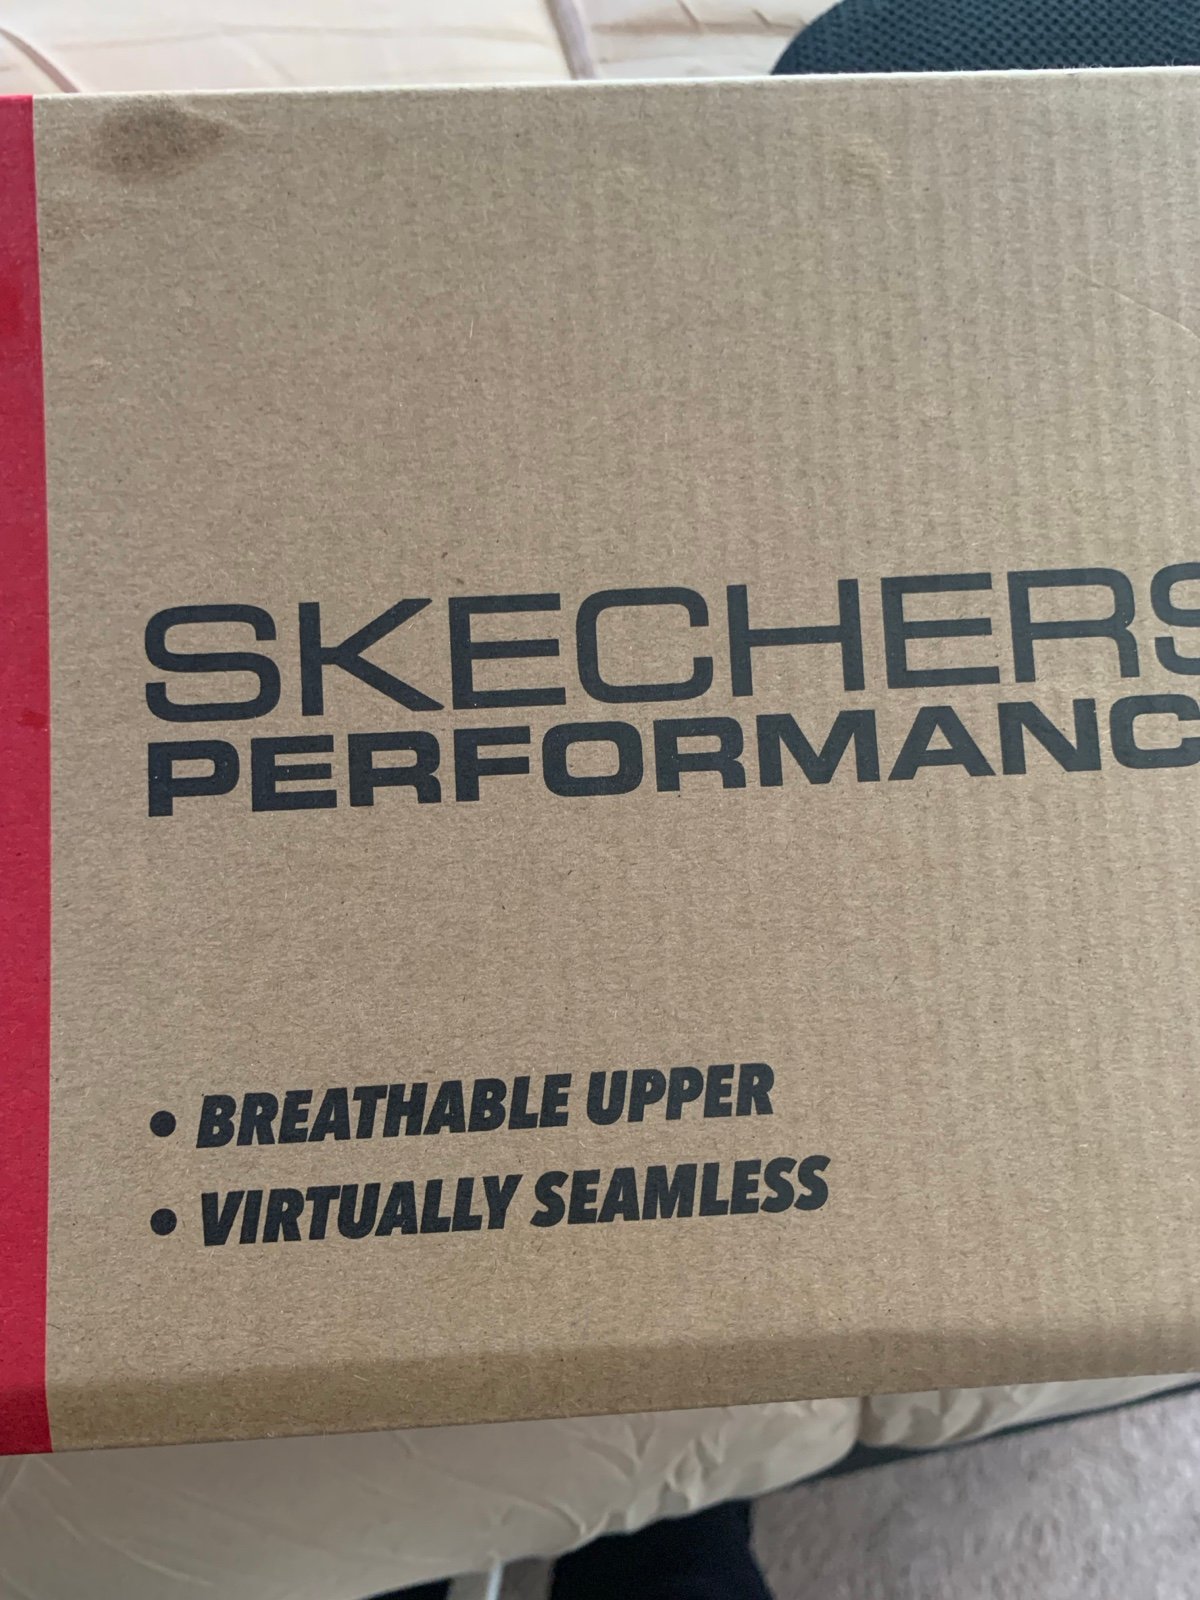 SKECHERS
PERFORMANC
• BREATHABLE UPPER
• VIRTUALLY SEAMLESS